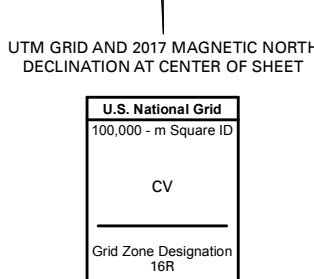 UTM GRID AND 2017 MAGNETIC NORTH
DECLINATION AT CENTER OF SHEET
U.S. National Grid
100,000 - m Square ID
CV
Grid Zone Designation
16R